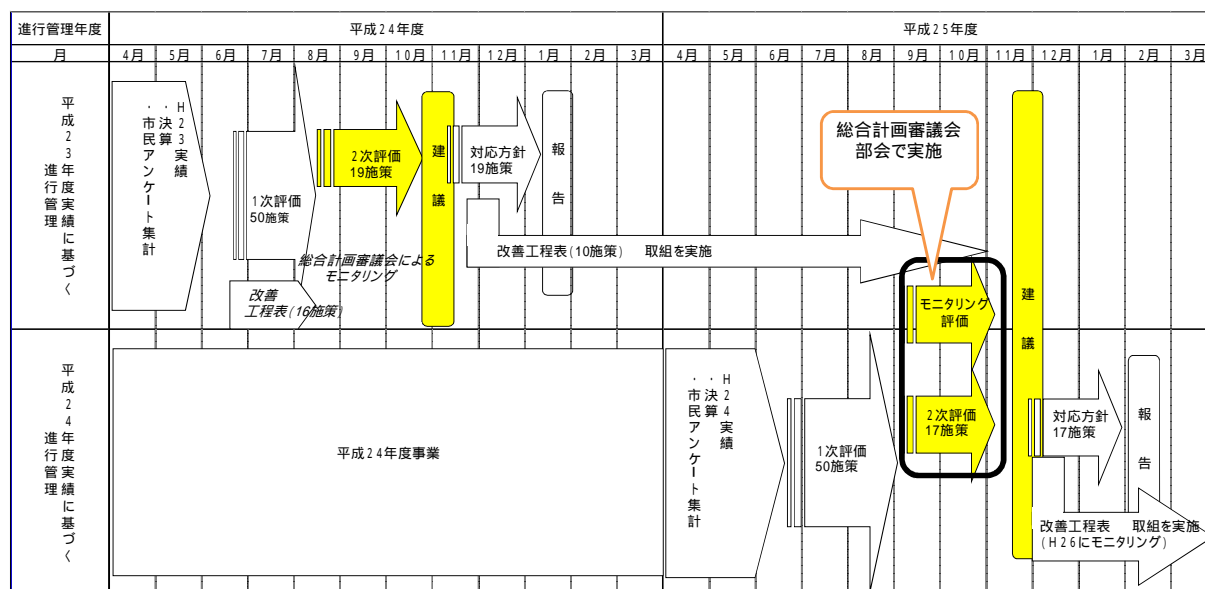 進行管理年度
平成24年度
平成25年度
月
4月 5月 6月 7月 8月 9月 10月 11月 12月 1月 2月 3月 4月 5月 6月 7月 8月 9月 10月 11月 12月 1月 2月 3月
平成23年度実績に基づく
進行管理
H23実績
・決算
・市民アンケート集計
1次評価
50施策
2次評価
19施策
建議
対応方針
19施策
報告
総合計画審議会
部会で実施
総合計画審議会による
モニタリング
改善
工程表(16施策)
改善工程表(10施策) 取組を実施
モニタリング
評価
建議
平成24年度実績に基づく
進行管理
平成24年度事業
H24実績
・決算
・市民アンケート集計
1次評価
50施策
2次評価
17施策
対応方針
17施策
報告
改善工程表 取組を実施
(H26にモニタリング)